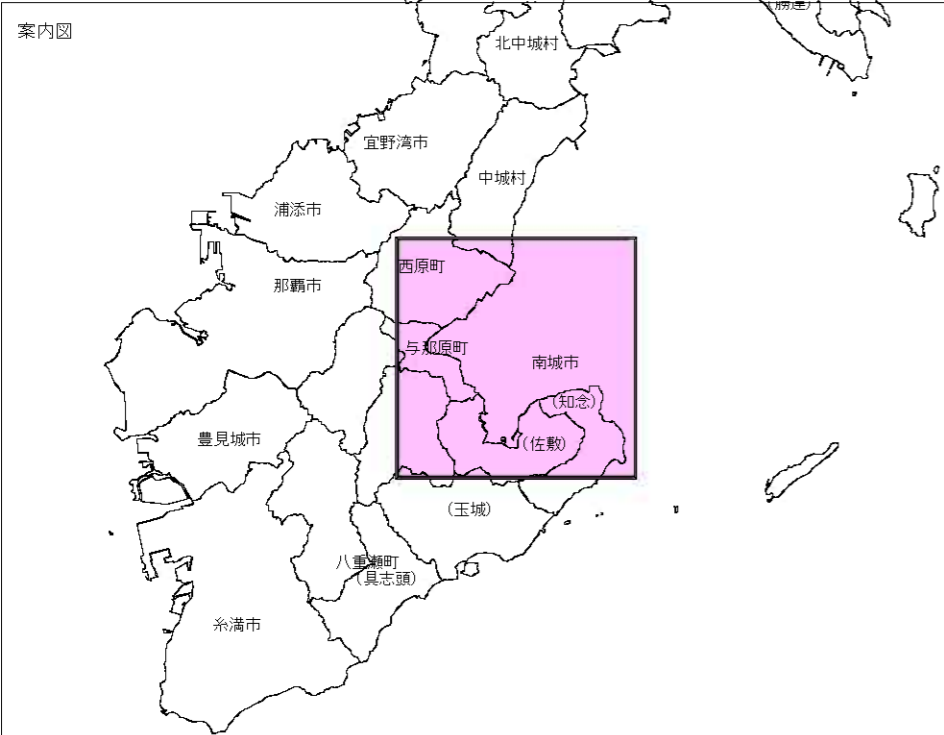 案内図
(勝連)
北中城村
宜野湾市
中城村
浦添市
西原町
那覇市
与那原町
南城市
(知念)
豊見城市
(佐敷)
(玉城)
八重瀬町
(具志頭)
糸満市